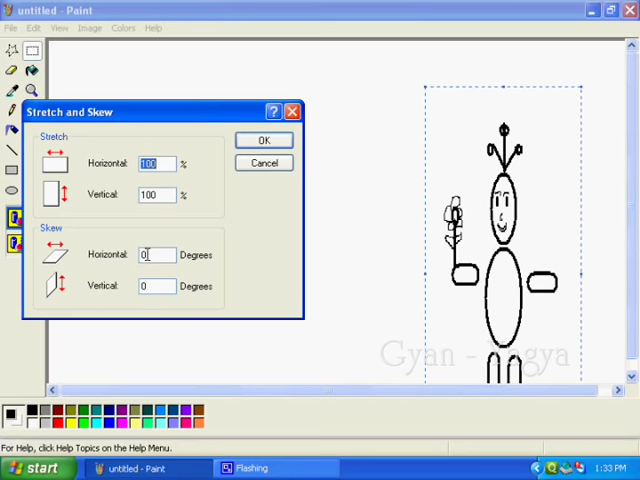 untitled - Paint
File Edit View Image Colors Help
Stretch and Skew
Stretch
Horizontal: 100 %
Vertical: 100 %
OK
Cancel
Skew
Horizontal: 0 Degrees
Vertical: 0 Degrees
Gyan - Yagya
For Help, click Help Topics on the Help Menu.
start untitled - Paint Flashing 1:33 PM